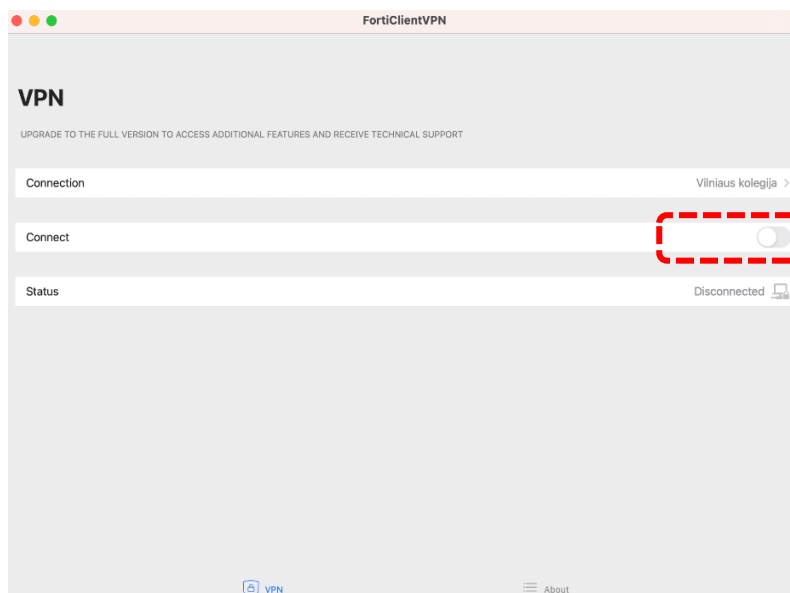 FortiClientVPN
VPN
UPGRADE TO THE FULL VERSION TO ACCESS ADDITIONAL FEATURES AND RECEIVE TECHNICAL SUPPORT
Connection Vilniaus kolegija
Connect
Status Disconnected
VPN About